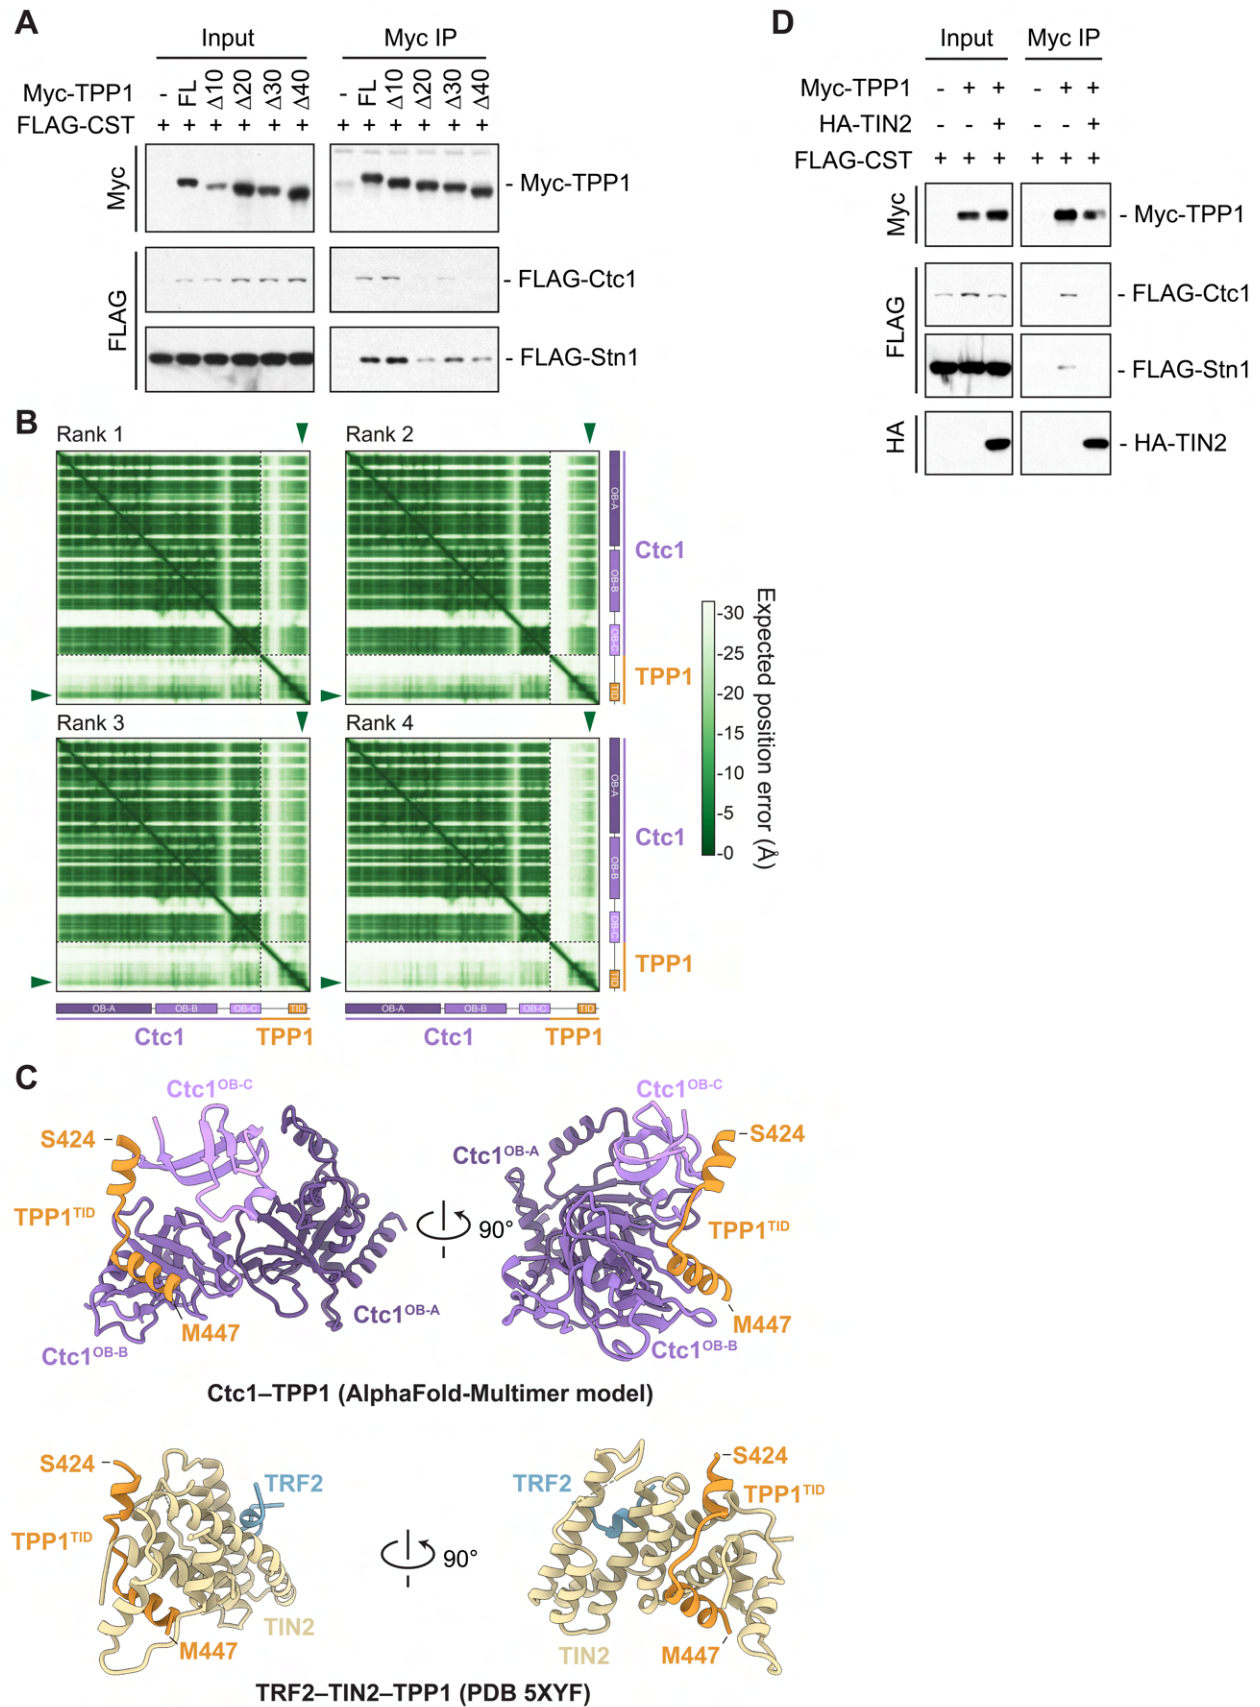 A
Input
Myc IP
Myc-TPP1
- FL Δ10 Δ20 Δ30 Δ40
- FL Δ10 Δ20 Δ30 Δ40
FLAG-CST
+ + + + + +
+ + + + + +
Myc
- Myc-TPP1
FLAG
- FLAG-Ctc1
- FLAG-Stn1
D
Input
Myc IP
Myc-TPP1
- + +
- + +
HA-TIN2
- - +
- - +
FLAG-CST
+ + +
+ + +
Myc
- Myc-TPP1
FLAG
- FLAG-Ctc1
- FLAG-Stn1
HA
- HA-TIN2
B
Rank 1
Rank 2
OB-A
OB-B
OB-C
TID
Ctc1
TPP1
Rank 3
Rank 4
OB-A
OB-B
OB-C
TID
Ctc1
TPP1
OB-A OB-B OB-C TID
Ctc1 TPP1
OB-A OB-B OB-C TID
Ctc1 TPP1
-30
-25
-20
-15
-10
-5
-0
Expected position error (Å)
C
Ctc1OB-C
S424
TPP1TID
M447
Ctc1OB-B
Ctc1OB-A
90°
Ctc1OB-C
Ctc1OB-A
S424
TPP1TID
M447
Ctc1OB-B
Ctc1–TPP1 (AlphaFold-Multimer model)
S424
TRF2
TPP1TID
TIN2
M447
90°
S424
TRF2
TPP1TID
TIN2
M447
TRF2–TIN2–TPP1 (PDB 5XYF)